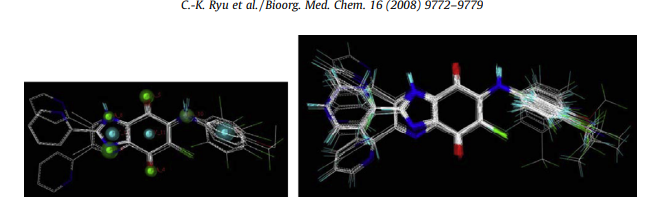 C.-K. Ryu et al./Bioorg. Med. Chem. 16 (2008) 9772–9779